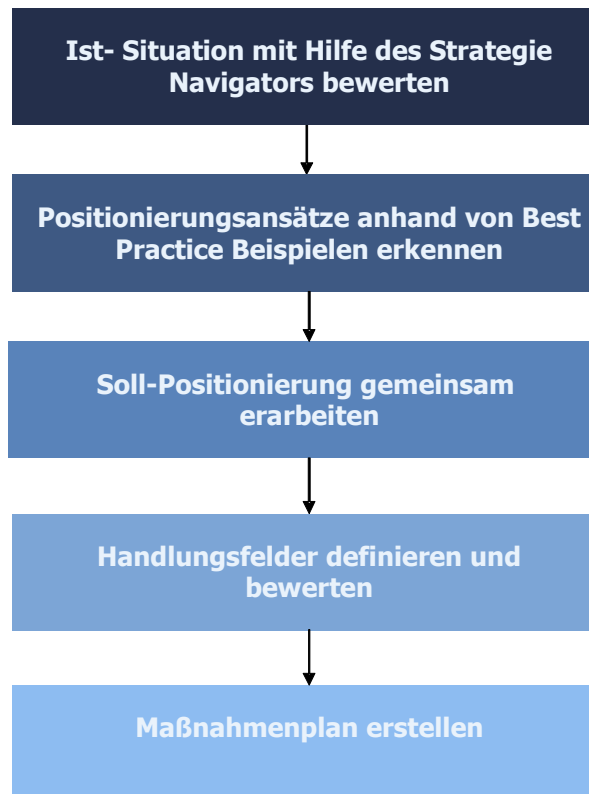 Ist- Situation mit Hilfe des Strategie
Navigators bewerten
Positionierungsansätze anhand von Best
Practice Beispielen erkennen
Soll-Positionierung gemeinsam
erarbeiten
Handlungsfelder definieren und
bewerten
Maßnahmenplan erstellen